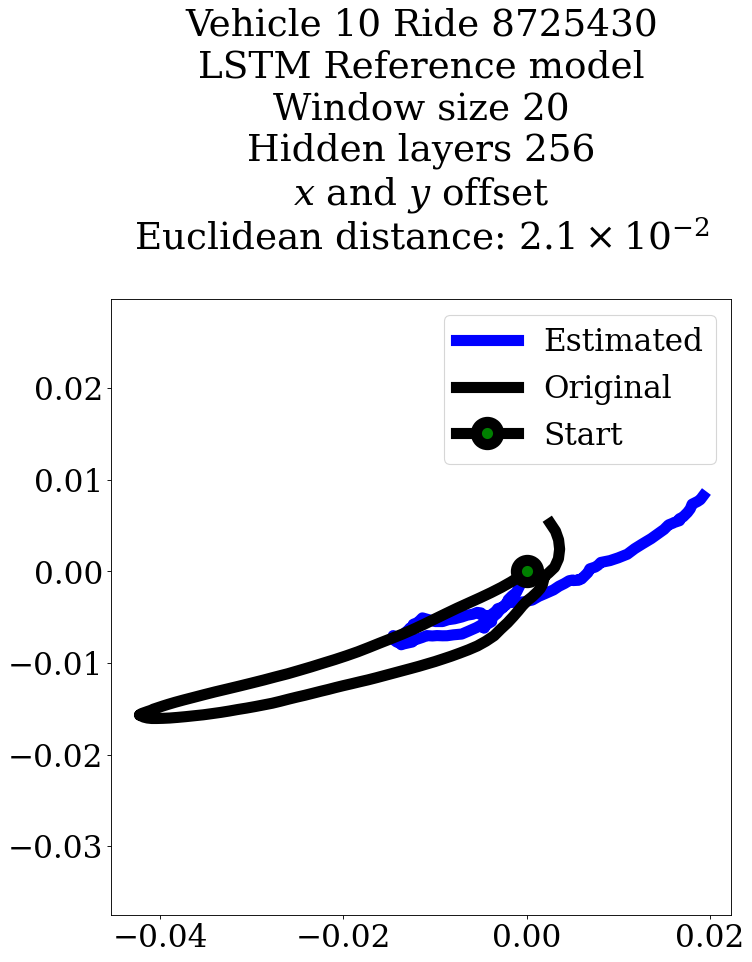 Vehicle 10 Ride 8725430
LSTM Reference model
Window size 20
Hidden layers 256
x and y offset
Euclidean distance: 2.1 × 10⁻²
Estimated
Original
Start
0.02
0.01
0.00
−0.01
−0.02
−0.03
−0.04 −0.02 0.00 0.02